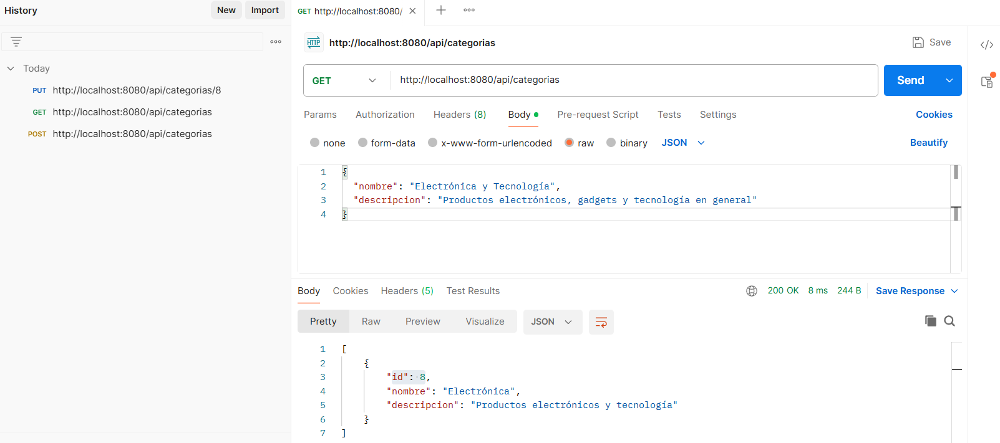 History
New
Import
Today
PUT http://localhost:8080/api/categorias/8
GET http://localhost:8080/api/categorias
POST http://localhost:8080/api/categorias
GET http://localhost:8080/
HTTP http://localhost:8080/api/categorias
Save
GET http://localhost:8080/api/categorias
Send
Params Authorization Headers (8) Body Pre-request Script Tests Settings Cookies
none form-data x-www-form-urlencoded raw binary JSON Beautify
1 {
2 "nombre": "Electrónica y Tecnología",
3 "descripcion": "Productos electrónicos, gadgets y tecnología en general"
4 }
Body Cookies Headers (5) Test Results 200 OK 8 ms 244 B Save Response
Pretty Raw Preview Visualize JSON
1 [
2 {
3 "id": 8,
4 "nombre": "Electrónica",
5 "descripcion": "Productos electrónicos y tecnología"
6 }
7 ]